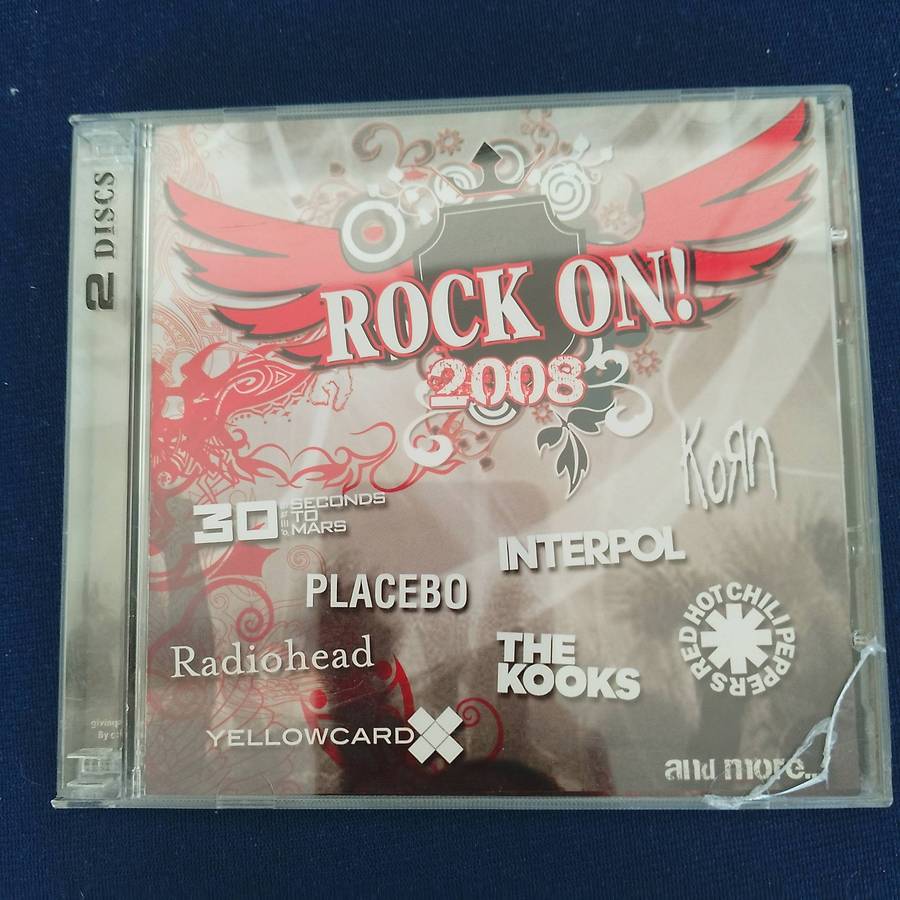 2 DISCS
ROCK ON!
2008
KoЯn
30 SECONDS
TO
MARS
INTERPOL
PLACEBO
RED HOT CHILI PEPPERS
Radiohead
THE
KOOKS
YELLOWCARD
and more...